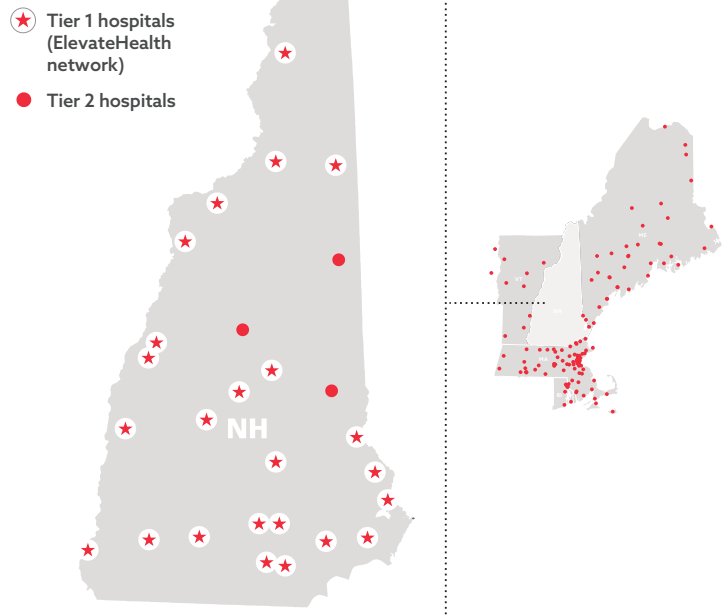 Tier 1 hospitals
(ElevateHealth
network)
Tier 2 hospitals
NH